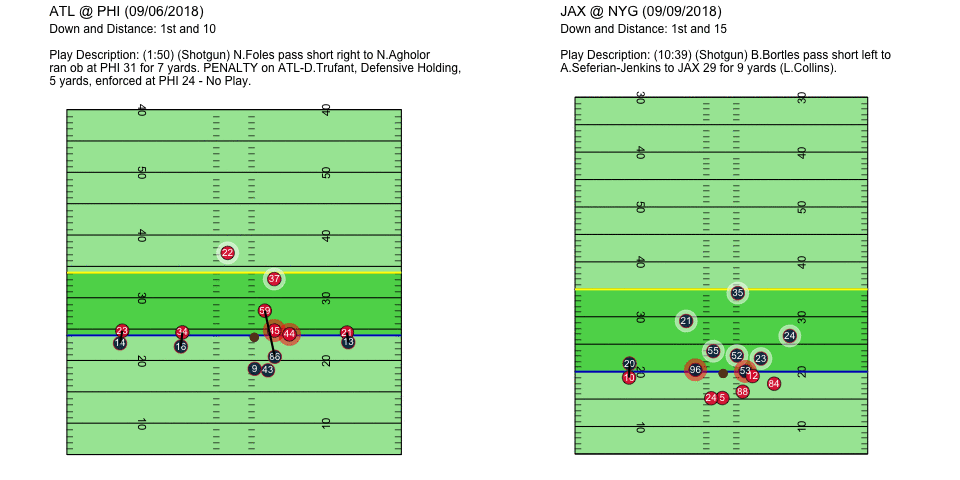 ATL @ PHI (09/06/2018)
Down and Distance: 1st and 10
Play Description: (1:50) (Shotgun) N.Foles pass short right to N.Agholor
ran ob at PHI 31 for 7 yards. PENALTY on ATL-D.Trufant, Defensive Holding,
5 yards, enforced at PHI 24 - No Play.
40 40
50 50
22
40 40
37
30 59 30
23 34 45 44 21
14 16 13
20 86 20
9 43
10 10
JAX @ NYG (09/09/2018)
Down and Distance: 1st and 15
Play Description: (10:39) (Shotgun) B.Bortles pass short left to
A.Seferian-Jenkins to JAX 29 for 9 yards (L.Collins).
30 30
40 40
50 50
40 40
35
21 30
24
55 52 23
20 96 53 20
10 20 12
84
88
24 5
10 10